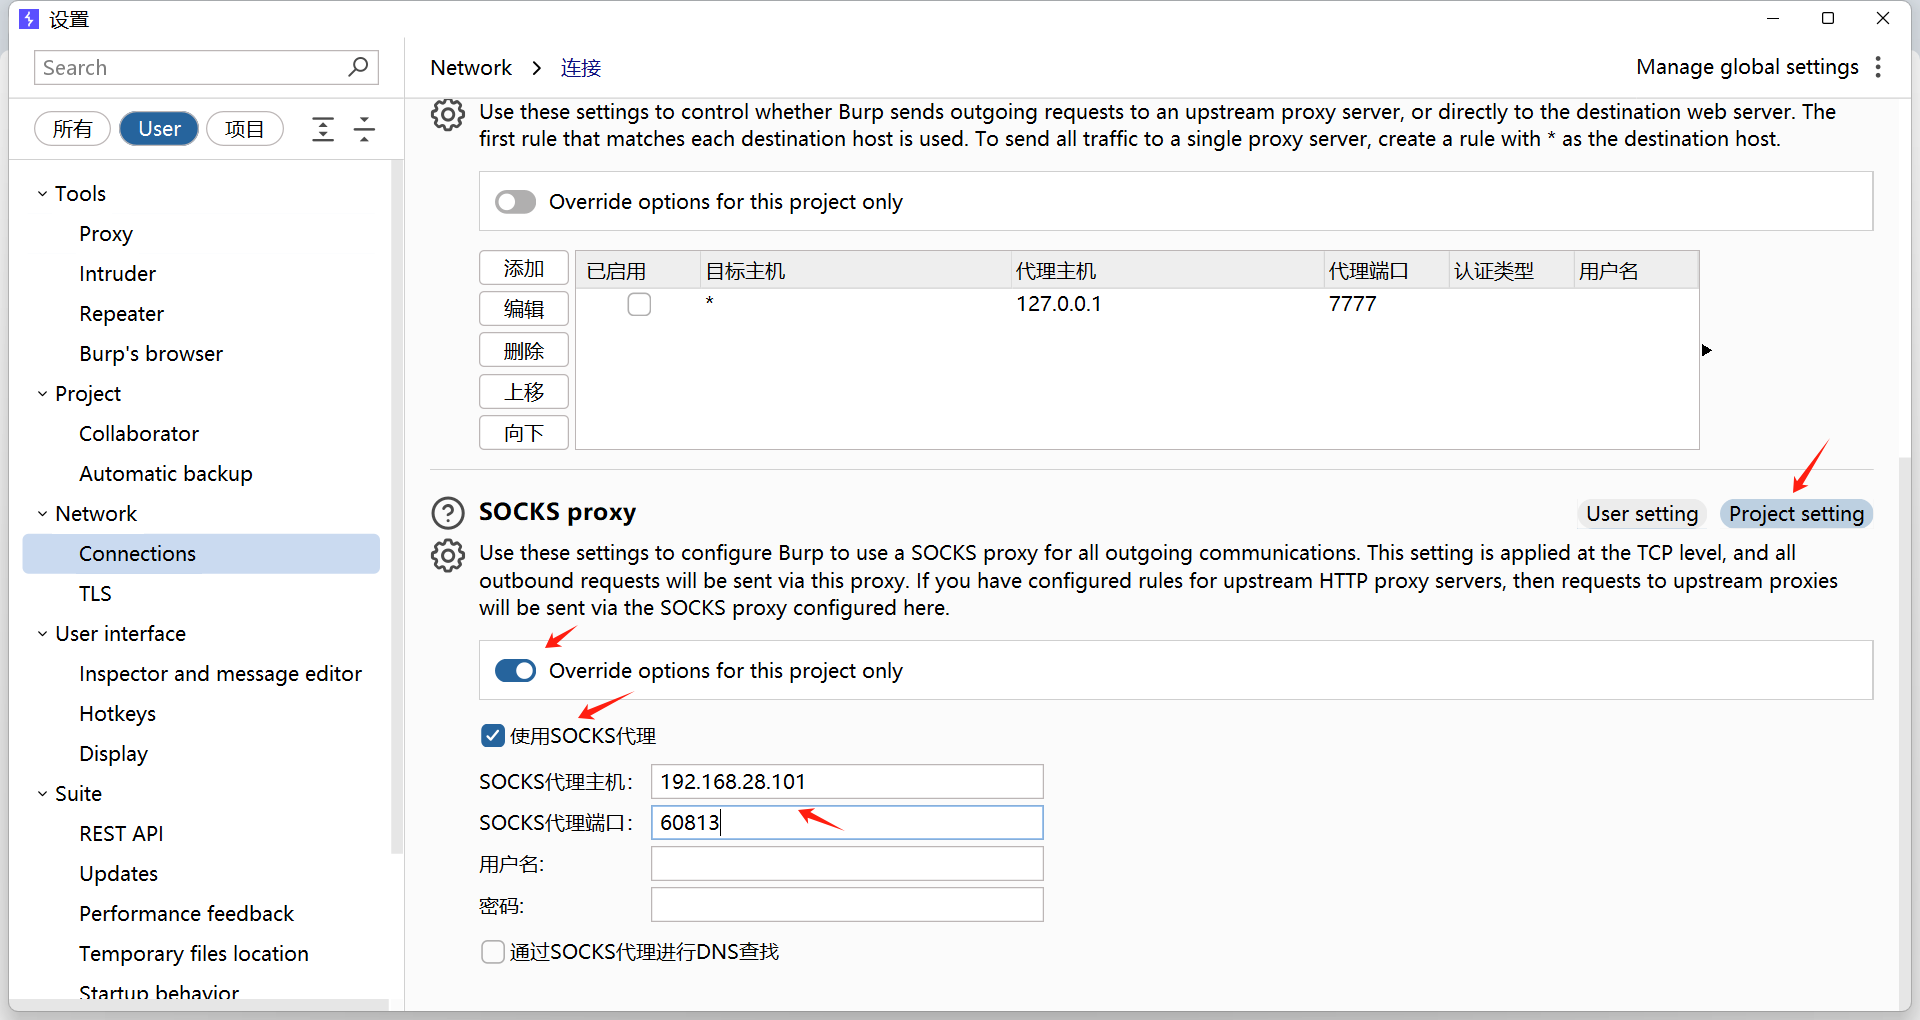 设置
Search
所有 User 项目
Tools
Proxy
Intruder
Repeater
Burp's browser
Project
Collaborator
Automatic backup
Network
Connections
TLS
User interface
Inspector and message editor
Hotkeys
Display
Suite
REST API
Updates
Performance feedback
Temporary files location
Startup behavior
Network > 连接
Manage global settings
Use these settings to control whether Burp sends outgoing requests to an upstream proxy server, or directly to the destination web server. The
first rule that matches each destination host is used. To send all traffic to a single proxy server, create a rule with * as the destination host.
Override options for this project only
添加
编辑
删除
上移
向下
已启用 目标主机 代理主机 代理端口 认证类型 用户名
* 127.0.0.1 7777
SOCKS proxy
User setting Project setting
Use these settings to configure Burp to use a SOCKS proxy for all outgoing communications. This setting is applied at the TCP level, and all
outbound requests will be sent via this proxy. If you have configured rules for upstream HTTP proxy servers, then requests to upstream proxies
will be sent via the SOCKS proxy configured here.
Override options for this project only
使用SOCKS代理
SOCKS代理主机: 192.168.28.101
SOCKS代理端口: 60813
用户名:
密码:
通过SOCKS代理进行DNS查找